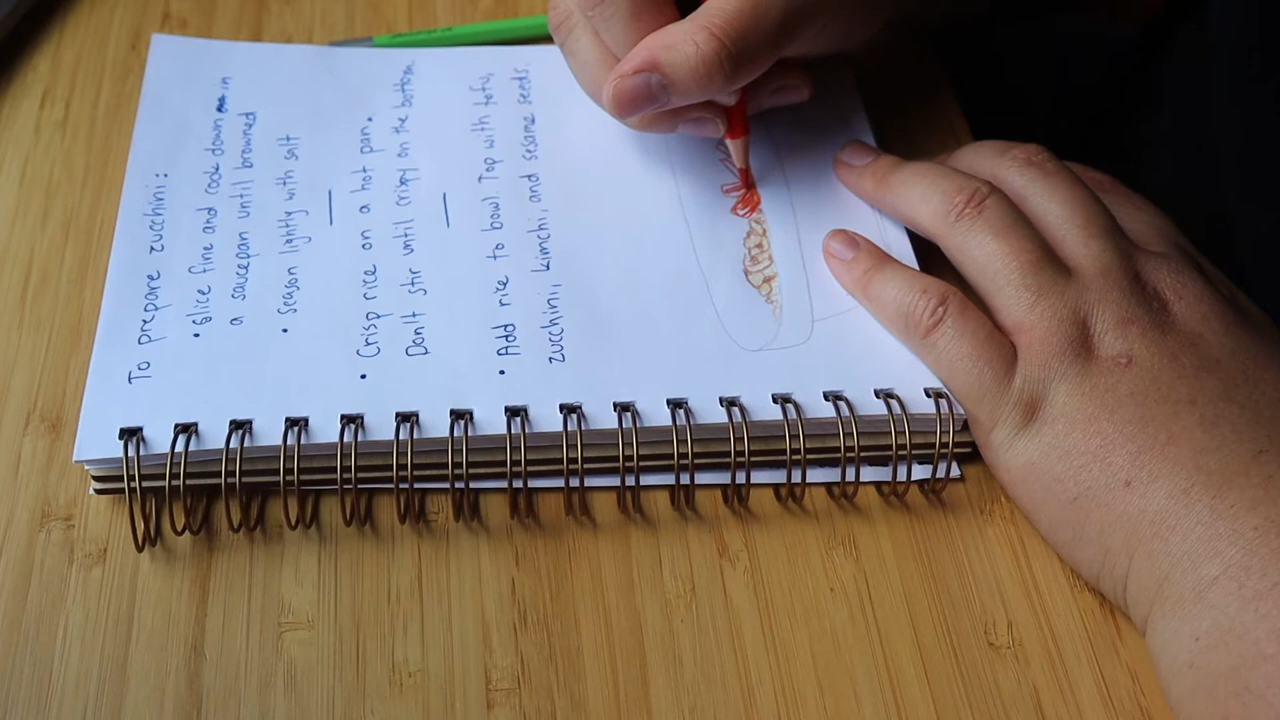 To prepare zucchini:
• Slice fine and cook down in
a saucepan until browned
• Season lightly with salt
• Crisp rice on a hot pan.
Don't stir until crispy on the bottom.
• Add rice to bowl. Top with tofu,
zucchini, kimchi, and sesame seeds.